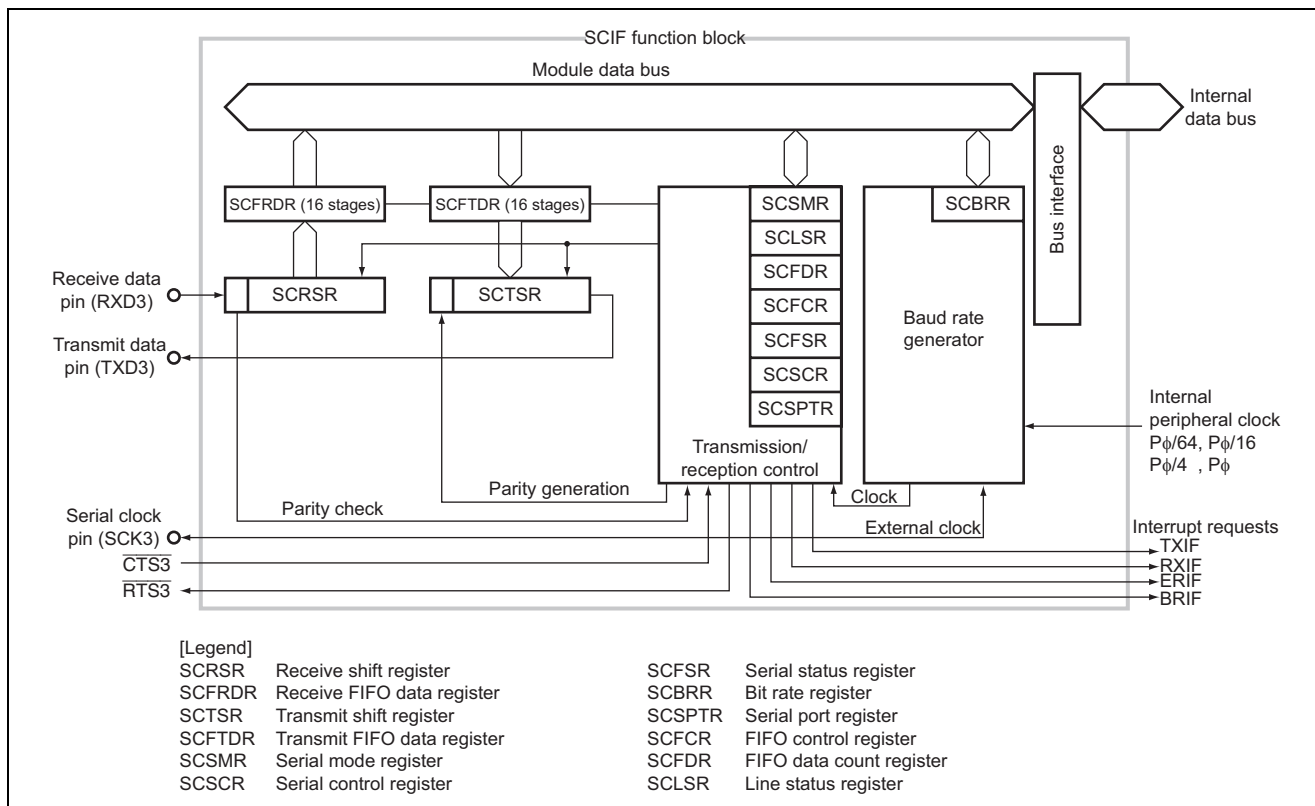 SCIF function block
Module data bus
Internal
data bus
Bus interface
SCFRDR (16 stages)
SCFTDR (16 stages)
SCSMR
SCLSR
SCFDR
SCFCR
SCFSR
SCSCR
SCSPTR
Transmission/
reception control
SCBRR
Baud rate
generator
Receive data
pin (RXD3)
SCRSR
SCTSR
Transmit data
pin (TXD3)
Internal
peripheral clock
Pϕ/64, Pϕ/16
Pϕ/4 , Pϕ
Parity generation
Parity check
Clock
External clock
Serial clock
pin (SCK3)
CTS3
RTS3
Interrupt requests
TXIF
RXIF
ERIF
BRIF
[Legend]
SCRSR Receive shift register
SCFRDR Receive FIFO data register
SCTSR Transmit shift register
SCFTDR Transmit FIFO data register
SCSMR Serial mode register
SCSCR Serial control register
SCFSR Serial status register
SCBRR Bit rate register
SCSPTR Serial port register
SCFCR FIFO control register
SCFDR FIFO data count register
SCLSR Line status register